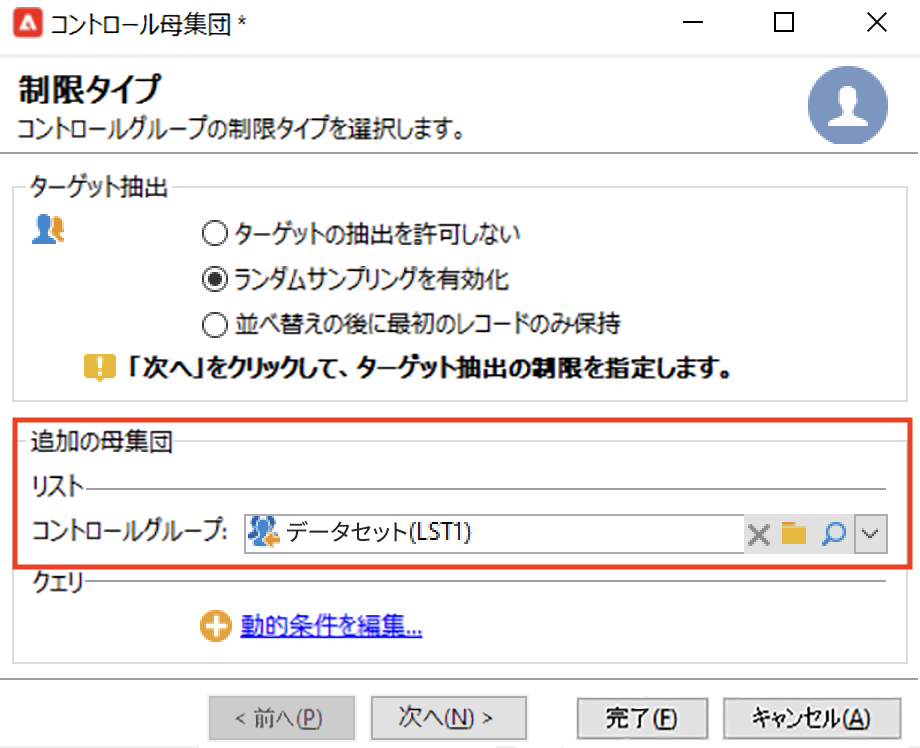 コントロール母集団 *
制限タイプ
コントロールグループの制限タイプを選択します。
ターゲット抽出
ターゲットの抽出を許可しない
ランダムサンプリングを有効化
並べ替えの後に最初のレコードのみ保持
「次へ」をクリックして、ターゲット抽出の制限を指定します。
追加の母集団
リスト
コントロールグループ: データセット(LST1)
クエリ
動的条件を編集...
< 前へ(P) 次へ(N) > 完了(F) キャンセル(A)